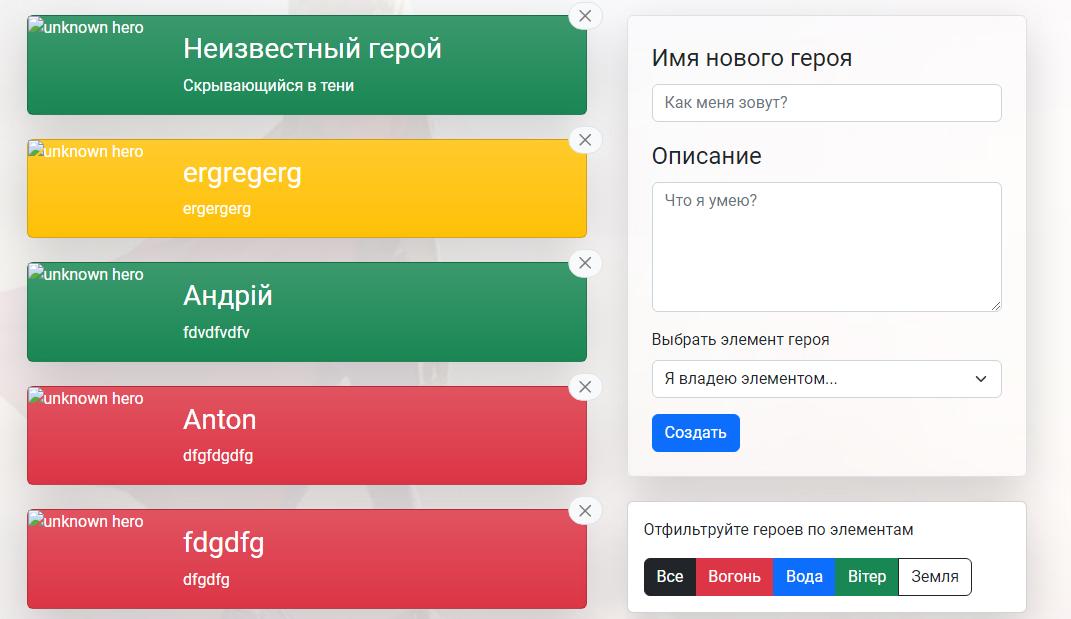 unknown hero
Неизвестный герой
Скрывающийся в тени
unknown hero
ergregerg
ergergerg
unknown hero
Андрій
fdvdfvdfv
unknown hero
Anton
dfgfdgdfg
unknown hero
fdgdfg
dfgdfg
Имя нового героя
Как меня зовут?
Описание
Что я умею?
Выбрать элемент героя
Я владею элементом...
Создать
Отфильтруйте героев по элементам
Все Вогонь Вода Вітер Земля